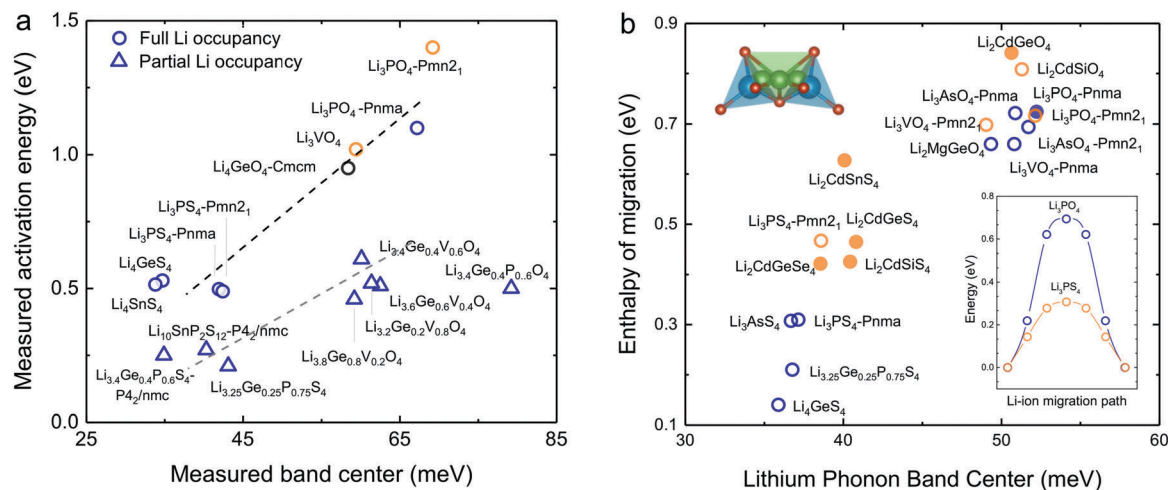 a
Measured activation energy (eV)
1.5
1.0
0.5
0.0
Full Li occupancy
Partial Li occupancy
Li₃PO₄-Pmn2₁
Li₃PO₄-Pnma
Li₃VO₄
Li₄GeO₄-Cmcm
Li₃PS₄-Pmn2₁
Li₃PS₄-Pnma
Li₄GeS₄
Li₄SnS₄
Li₃.₄Ge₀.₄V₀.₆O₄
Li₃.₄Ge₀.₄P₀.₆O₄
Li₃.₆Ge₀.₆V₀.₄O₄
Li₁₀SnP₂S₁₂-P4₂/nmc
Li₃.₂Ge₀.₂V₀.₈O₄
Li₃.₈Ge₀.₈V₀.₂O₄
Li₃.₄Ge₀.₄P₀.₆S₄-
P4₂/nmc
Li₃.₂₅Ge₀.₂₅P₀.₇₅S₄
25 45 65 85
Measured band center (meV)
b
Enthalpy of migration (eV)
0.9
0.7
0.5
0.3
0.1
Li₂CdGeO₄
Li₂CdSiO₄
Li₃AsO₄-Pnma
Li₃PO₄-Pnma
Li₃VO₄-Pmn2₁
Li₃PO₄-Pmn2₁
Li₂MgGeO₄
Li₃AsO₄-Pmn2₁
Li₃VO₄-Pnma
Li₂CdSnS₄
Li₃PS₄-Pmn2₁
Li₂CdGeS₄
Li₂CdGeSe₄
Li₂CdSiS₄
Li₃AsS₄
Li₃PS₄-Pnma
Li₃.₂₅Ge₀.₂₅P₀.₇₅S₄
Li₄GeS₄
Energy (eV)
0.8
0.6
0.4
0.2
0.0
Li₃PO₄
Li₃PS₄
Li-ion migration path
30 40 50 60
Lithium Phonon Band Center (meV)